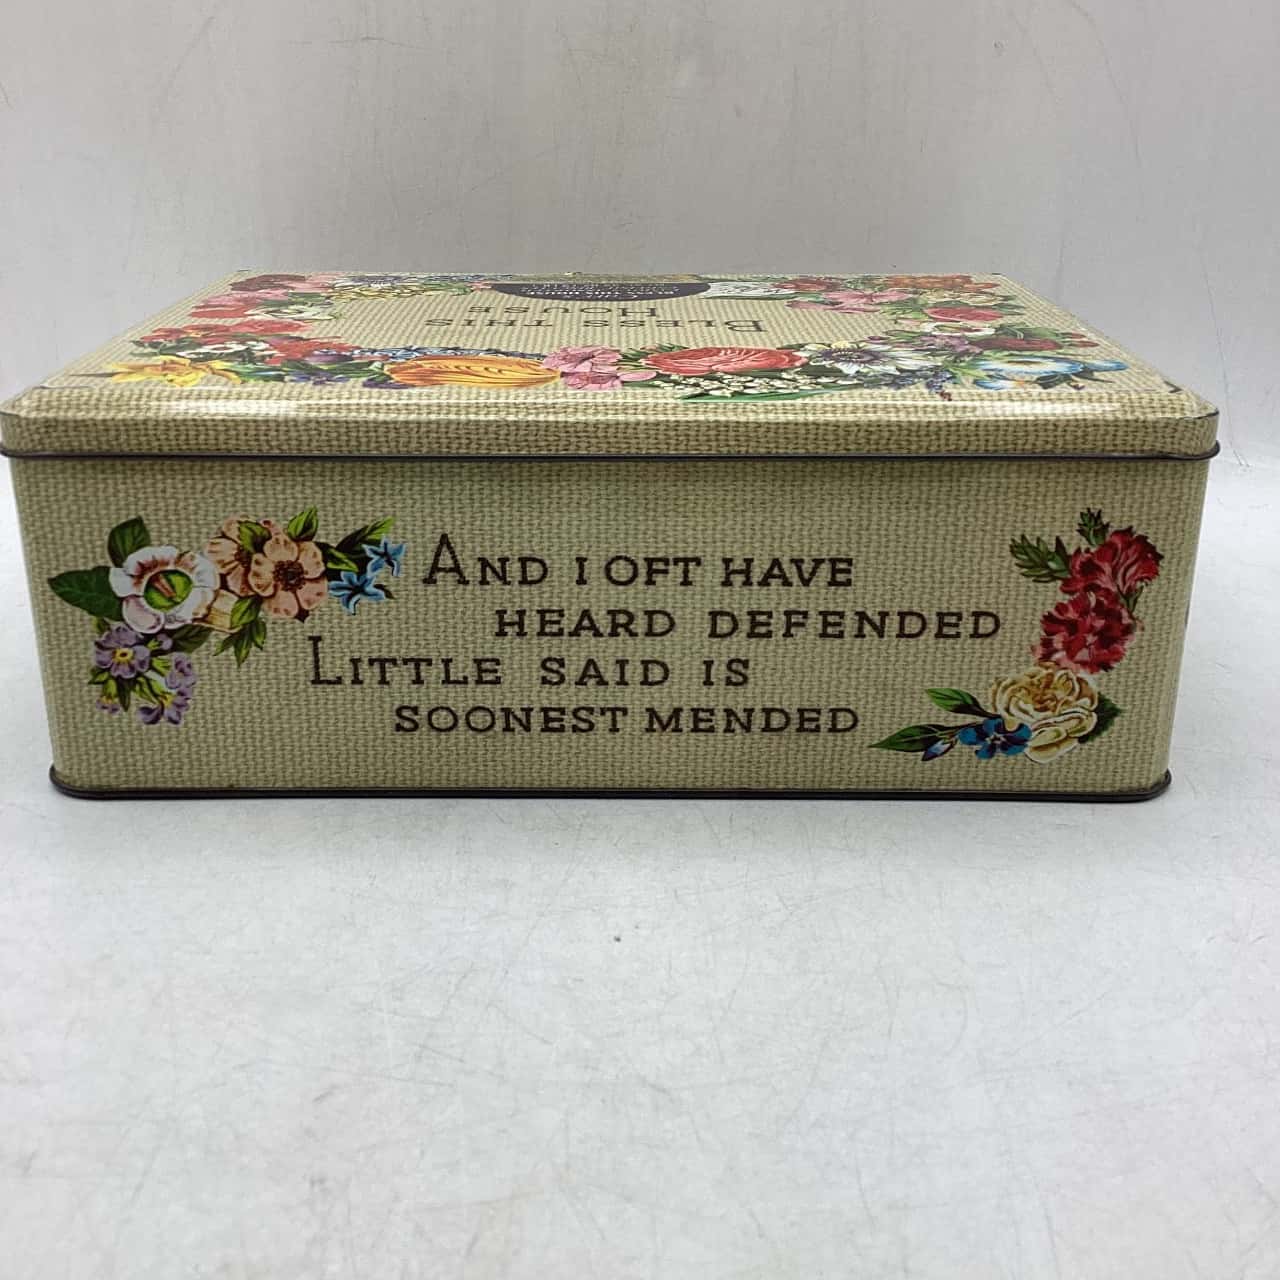 BLESS THIS
HOUSE
AND I OFT HAVE
HEARD DEFENDED
LITTLE SAID IS
SOONEST MENDED